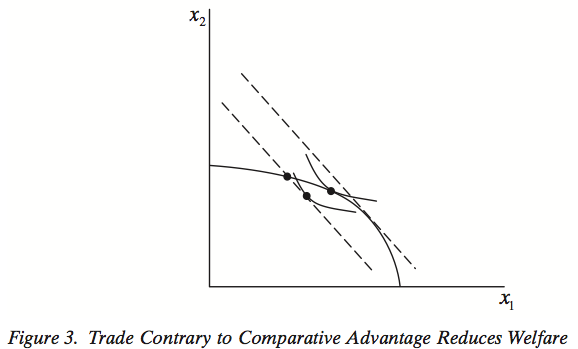 x2
x1
Figure 3. Trade Contrary to Comparative Advantage Reduces Welfare